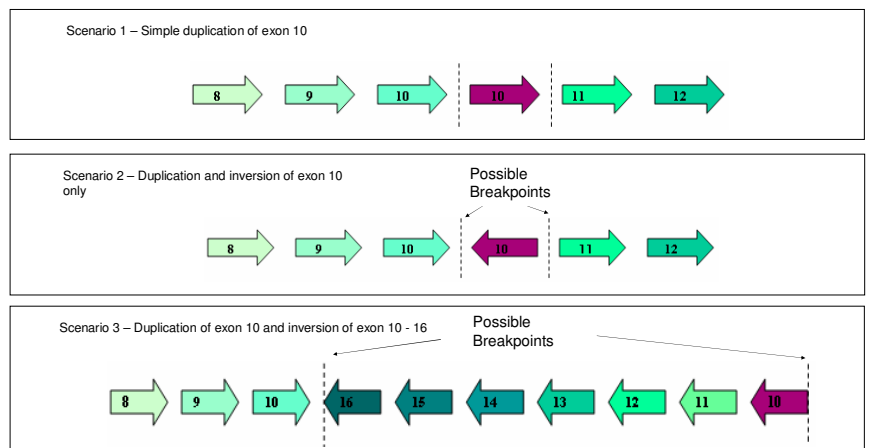 Scenario 1 – Simple duplication of exon 10
8 9 10 10 11 12
Scenario 2 – Duplication and inversion of exon 10
only
Possible
Breakpoints
8 9 10 10 11 12
Scenario 3 – Duplication of exon 10 and inversion of exon 10 - 16
Possible
Breakpoints
8 9 10 16 15 14 13 12 11 10